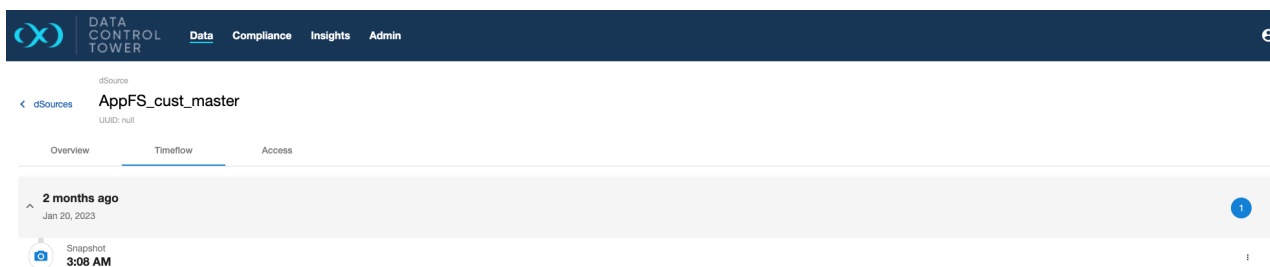 DATA
CONTROL
TOWER
Data Compliance Insights Admin
dSource
dSources
AppFS_cust_master
UUID: null
Overview Timeflow Access
2 months ago
Jan 20, 2023
1
Snapshot
3:08 AM